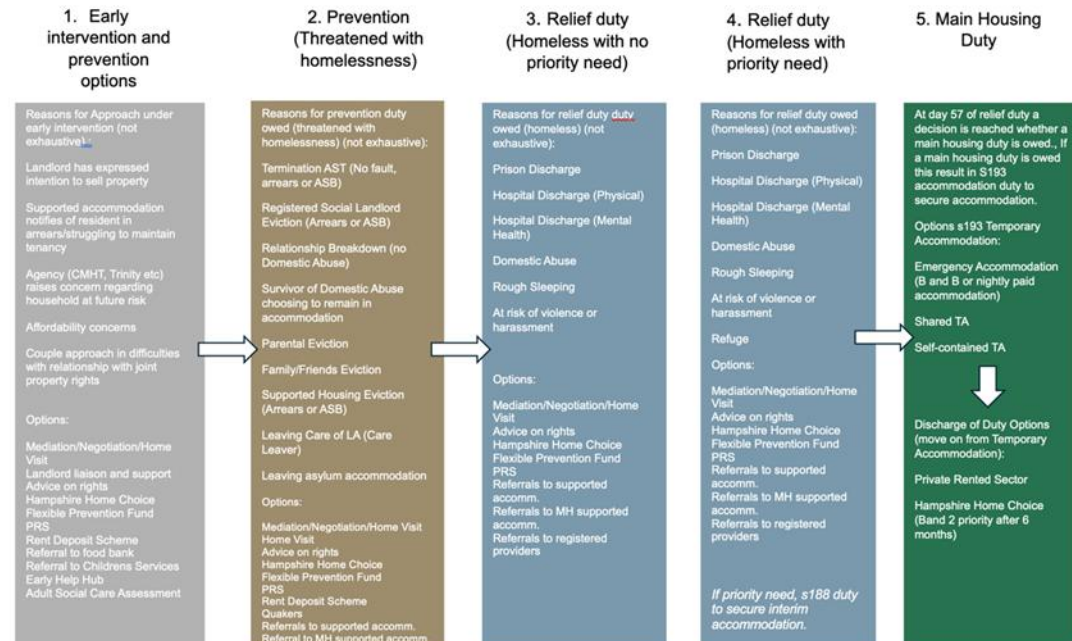 1. Early
intervention and
prevention
options
Reasons for Approach under
early intervention (not
exhaustive).:
Landlord has expressed
intention to sell property
Supported accommodation
notifies of resident in
arrears/struggling to maintain
tenancy
Agency (CMHT, Trinity etc)
raises concern regarding
household at future risk
Affordability concerns
Couple approach in difficulties
with relationship with joint
property rights
Options:
Mediation/Negotiation/Home
Visit
Landlord liaison and support
Advice on rights
Hampshire Home Choice
Flexible Prevention Fund
PRS
Rent Deposit Scheme
Referral to food bank
Referral to Childrens Services
Early Help Hub
Adult Social Care Assessment
2. Prevention
(Threatened with
homelessness)
Reasons for prevention duty
owed (threatened with
homelessness) (not exhaustive):
Termination AST (No fault,
arrears or ASB)
Registered Social Landlord
Eviction (Arrears or ASB)
Relationship Breakdown (no
Domestic Abuse)
Survivor of Domestic Abuse
choosing to remain in
accommodation
Parental Eviction
Family/Friends Eviction
Supported Housing Eviction
(Arrears or ASB)
Leaving Care of LA (Care
Leaver)
Leaving asylum accommodation
Options:
Mediation/Negotiation/Home Visit
Home Visit
Advice on rights
Hampshire Home Choice
Flexible Prevention Fund
PRS
Rent Deposit Scheme
Quakers
Referrals to supported accomm.
Referral to MH supported accomm
3. Relief duty
(Homeless with no
priority need)
Reasons for relief duty duty
owed (homeless) (not
exhaustive):
Prison Discharge
Hospital Discharge (Physical)
Hospital Discharge (Mental
Health)
Domestic Abuse
Rough Sleeping
At risk of violence or
harassment
Options:
Mediation/Negotiation/Home
Visit
Advice on rights
Hampshire Home Choice
Flexible Prevention Fund
PRS
Referrals to supported
accomm.
Referrals to MH supported
accomm.
Referrals to registered
providers
4. Relief duty
(Homeless with
priority need)
Reasons for relief duty owed
(homeless) (not exhaustive):
Prison Discharge
Hospital Discharge (Physical)
Hospital Discharge (Mental
Health)
Domestic Abuse
Rough Sleeping
At risk of violence or
harassment
Refuge
Options:
Mediation/Negotiation/Home
Visit
Advice on rights
Hampshire Home Choice
Flexible Prevention Fund
PRS
Referrals to supported
accomm.
Referrals to MH supported
accomm.
Referrals to registered
providers
If priority need, s188 duty
to secure interim
accommodation.
5. Main Housing
Duty
At day 57 of relief duty a
decision is reached whether a
main housing duty is owed., If
a main housing duty is owed
this result in S193
accommodation duty to
secure accommodation.
Options s193 Temporary
Accommodation:
Emergency Accommodation
(B and B or nightly paid
accommodation)
Shared TA
Self-contained TA
Discharge of Duty Options
(move on from Temporary
Accommodation):
Private Rented Sector
Hampshire Home Choice
(Band 2 priority after 6
months)